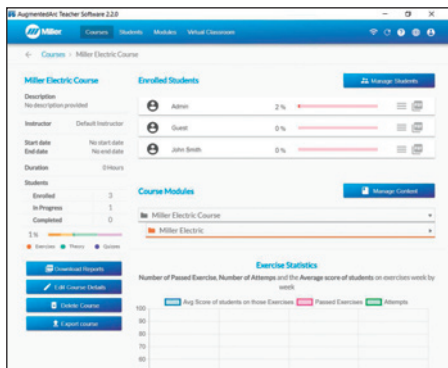 AugmentedArc Teacher Software 2.2.0
Miller
Courses Students Modules Virtual Classroom
← Courses > Miller Electric Course
Miller Electric Course
Description
No description provided
Instructor Default Instructor
Start date No start date
End date No end date
Duration 0 Hours
Students
Enrolled 3
In Progress 1
Completed 0
1 %
Exercises Theory Quizzes
Download Reports
Edit Course Details
Delete Course
Export course
Enrolled Students
Manage Students
Admin 2 %
Guest 0 %
John Smith 0 %
Course Modules
Manage Content
Miller Electric Course
Miller Electric
Exercise Statistics
Number of Passed Exercise, Number of Attempts and the Average score of students on exercises week by
week
Avg Score of students on those Exercises Passed Exercises Attempts
100
90
80
70
60